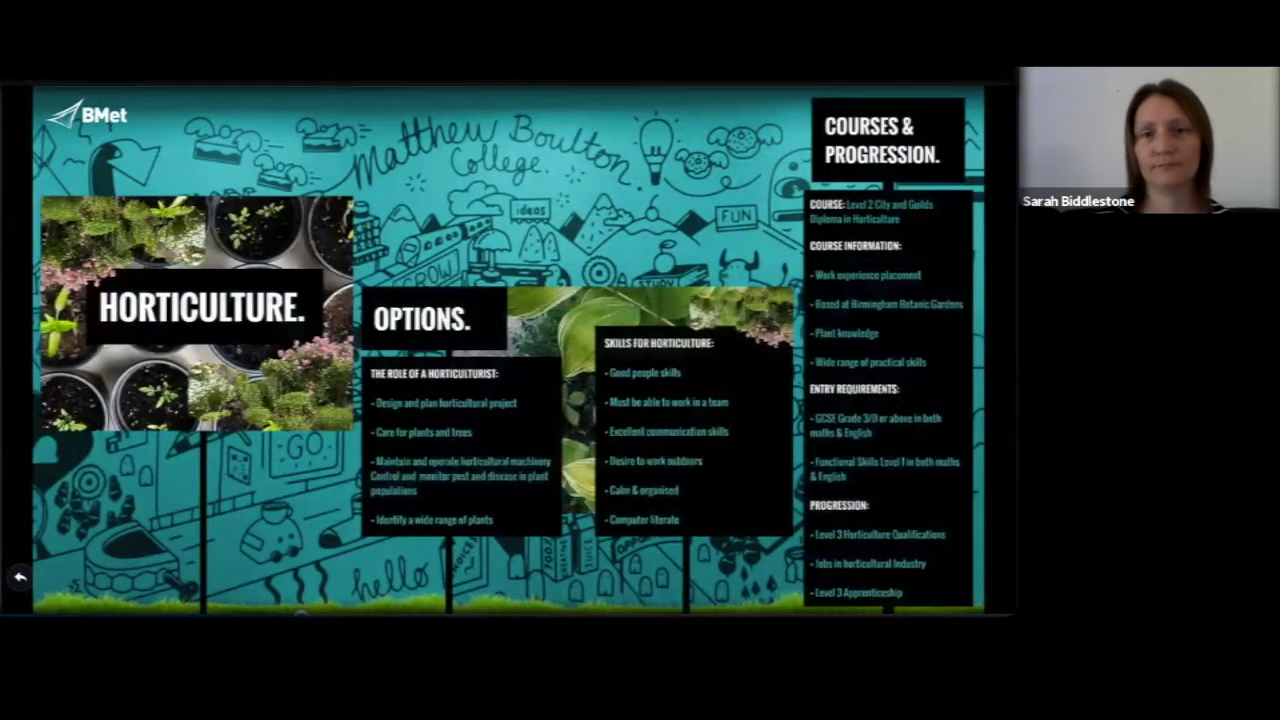 BMet
Matthew Boulton
College.
ideas
FUN
GROW
STUDY
GO
hello
HORTICULTURE.
OPTIONS.
THE ROLE OF A HORTICULTURIST:
- Design and plan horticultural project
- Care for plants and trees
- Maintain and operate horticultural machinery
Control and monitor pest and disease in plant
populations
- Identify a wide range of plants
SKILLS FOR HORTICULTURE:
- Good people skills
- Must be able to work in a team
- Excellent communication skills
- Desire to work outdoors
- Calm & organised
- Computer literate
COURSES &
PROGRESSION.
COURSE: Level 2 City and Guilds
Diploma in Horticulture
COURSE INFORMATION:
- Work experience placement
- Based at Birmingham Botanic Gardens
- Plant knowledge
- Wide range of practical skills
ENTRY REQUIREMENTS:
- GCSE Grade 3/D or above in both
maths & English
- Functional Skills Level 1 in both maths
& English
PROGRESSION:
- Level 3 Horticulture Qualifications
- Jobs in horticultural Industry
- Level 3 Apprenticeship
Sarah Biddlestone